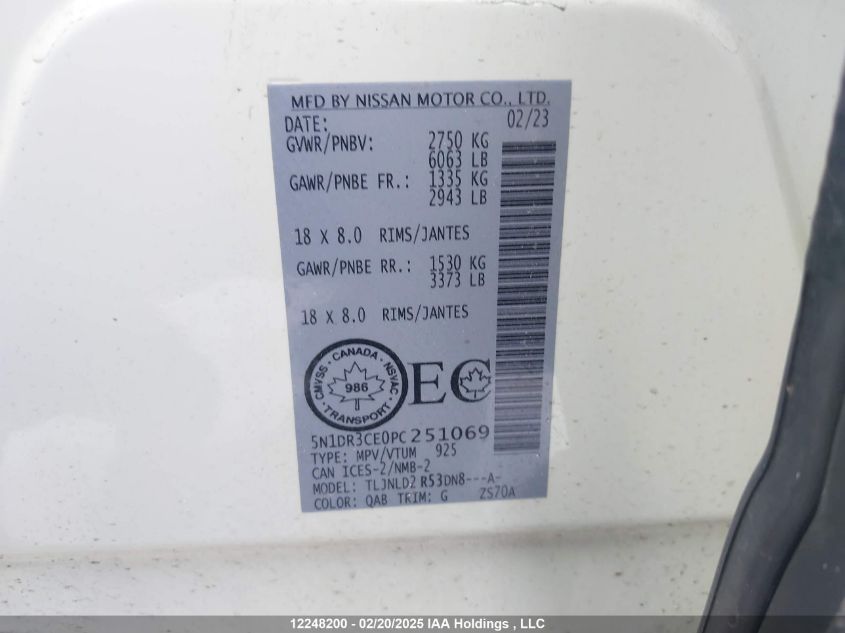 MFD BY NISSAN MOTOR CO., LTD.
DATE: 02/23
GVWR/PNBV: 2750 KG
6063 LB
GAWR/PNBE FR.: 1335 KG
2943 LB
18 X 8.0 RIMS/JANTES
GAWR/PNBE RR.: 1530 KG
3373 LB
18 X 8.0 RIMS/JANTES
CANADA
CMVSS · NSVAC
986
TRANSPORT
EC
5N1DR3CE0PC251069
TYPE: MPV/VTUM 925
CAN ICES-2/NMB-2
MODEL: TLJNLD2 R53DN8---A-
COLOR: QAB TRIM: G ZS70A
12248200 - 02/20/2025 IAA Holdings , LLC